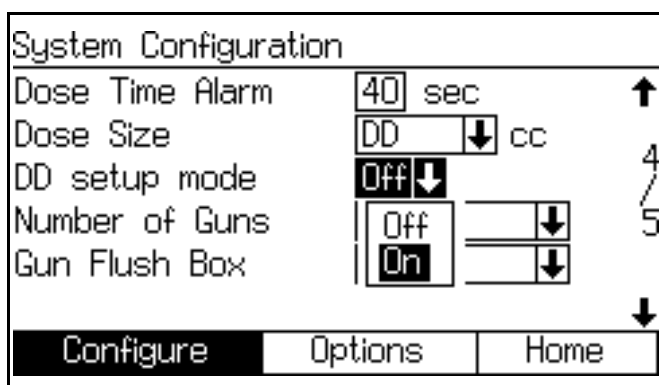 System Configuration
Dose Time Alarm 40 sec
Dose Size DD cc
DD setup mode Off
Number of Guns Off
Gun Flush Box On
4/5
Configure Options Home